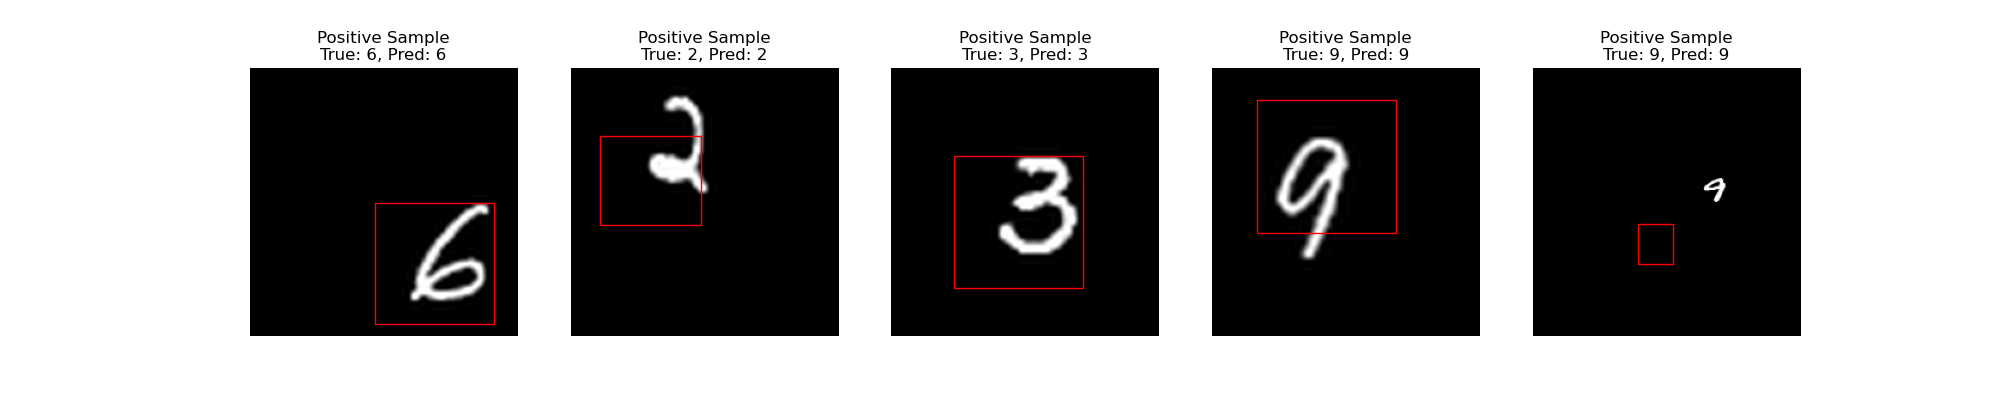 Positive Sample
True: 6, Pred: 6
Positive Sample
True: 2, Pred: 2
Positive Sample
True: 3, Pred: 3
Positive Sample
True: 9, Pred: 9
Positive Sample
True: 9, Pred: 9
6
2
3
9
9